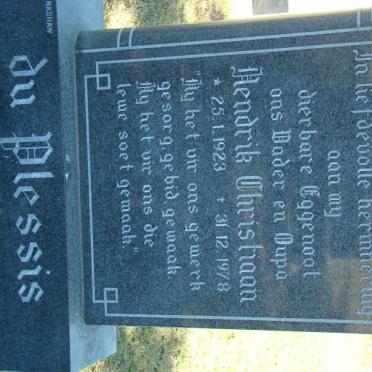 In liefdevolle herinnering
aan my
dierbare Eggenoot
ons Vader en Oupa
Hendrik Christiaan
* 25.1.1923 † 31.12.1978
"Hy het vir ons gewerk
gesorg, gebid, gemaak
Hy het vir ons die
lewe soet gemaak."
du Plessis